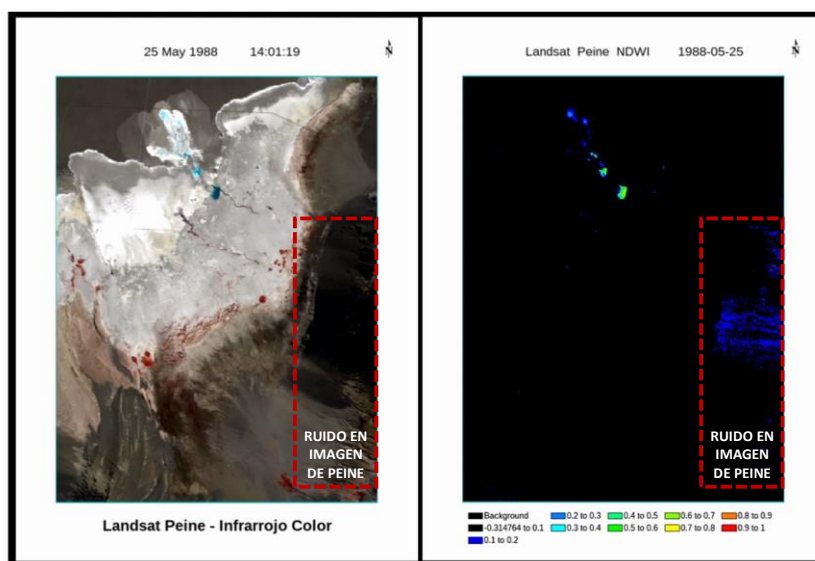 25 May 1988 14:01:19
N
Landsat Peine NDWI 1988-05-25
N
RUIDO EN
IMAGEN
DE PEINE
RUIDO EN
IMAGEN
DE PEINE
Landsat Peine - Infrarrojo Color
Background 0.2 to 0.3 0.4 to 0.5 0.6 to 0.7 0.8 to 0.9
-0.314764 to 0.1 0.3 to 0.4 0.5 to 0.6 0.7 to 0.8 0.9 to 1
0.1 to 0.2